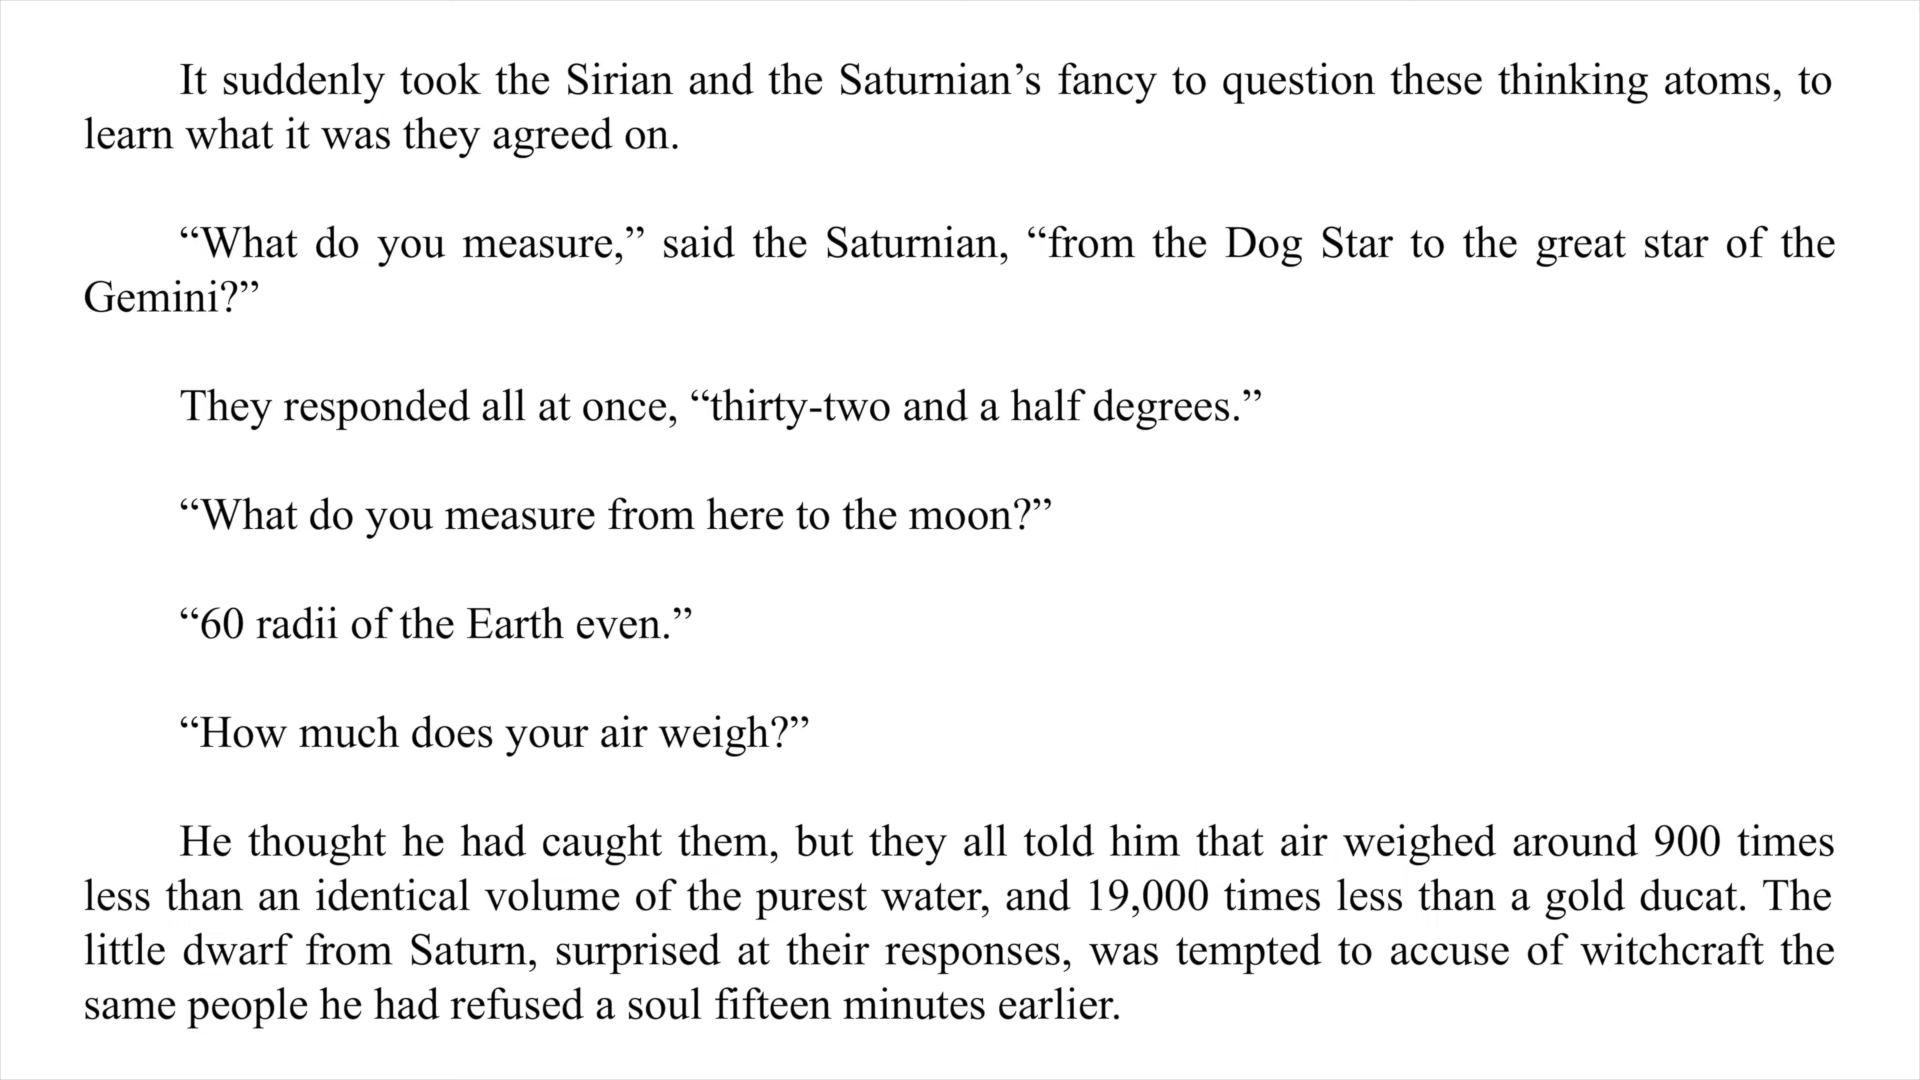 It suddenly took the Sirian and the Saturnian’s fancy to question these thinking atoms, to
learn what it was they agreed on.
“What do you measure,” said the Saturnian, “from the Dog Star to the great star of the
Gemini?”
They responded all at once, “thirty-two and a half degrees.”
“What do you measure from here to the moon?”
“60 radii of the Earth even.”
“How much does your air weigh?”
He thought he had caught them, but they all told him that air weighed around 900 times
less than an identical volume of the purest water, and 19,000 times less than a gold ducat. The
little dwarf from Saturn, surprised at their responses, was tempted to accuse of witchcraft the
same people he had refused a soul fifteen minutes earlier.